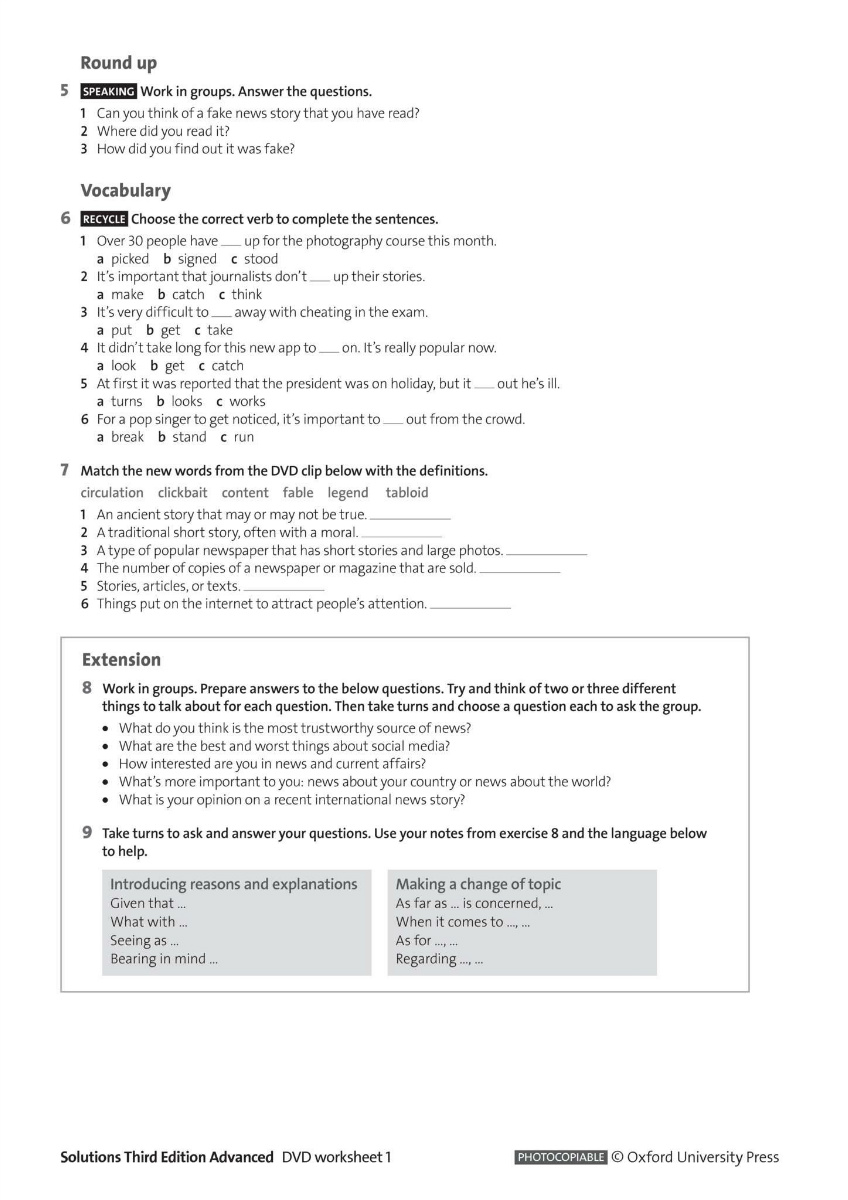 Round up
5 SPEAKING Work in groups. Answer the questions.
1 Can you think of a fake news story that you have read?
2 Where did you read it?
3 How did you find out it was fake?
Vocabulary
6 RECYCLE Choose the correct verb to complete the sentences.
1 Over 30 people have ___ up for the photography course this month.
a picked b signed c stood
2 It's important that journalists don't ___ up their stories.
a make b catch c think
3 It's very difficult to ___ away with cheating in the exam.
a put b get c take
4 It didn't take long for this new app to ___ on. It's really popular now.
a look b get c catch
5 At first it was reported that the president was on holiday, but it ___ out he's ill.
a turns b looks c works
6 For a pop singer to get noticed, it's important to ___ out from the crowd.
a break b stand c run
7 Match the new words from the DVD clip below with the definitions.
circulation clickbait content fable legend tabloid
1 An ancient story that may or may not be true. ____________
2 A traditional short story, often with a moral. ____________
3 A type of popular newspaper that has short stories and large photos. ____________
4 The number of copies of a newspaper or magazine that are sold. ____________
5 Stories, articles, or texts. ____________
6 Things put on the internet to attract people's attention. ____________
Extension
8 Work in groups. Prepare answers to the below questions. Try and think of two or three different
things to talk about for each question. Then take turns and choose a question each to ask the group.
• What do you think is the most trustworthy source of news?
• What are the best and worst things about social media?
• How interested are you in news and current affairs?
• What's more important to you: news about your country or news about the world?
• What is your opinion on a recent international news story?
9 Take turns to ask and answer your questions. Use your notes from exercise 8 and the language below
to help.
Introducing reasons and explanations
Given that ...
What with ...
Seeing as ...
Bearing in mind ...
Making a change of topic
As far as ... is concerned, ...
When it comes to ..., ...
As for ..., ...
Regarding ..., ...
Solutions Third Edition Advanced DVD worksheet 1
PHOTOCOPIABLE © Oxford University Press